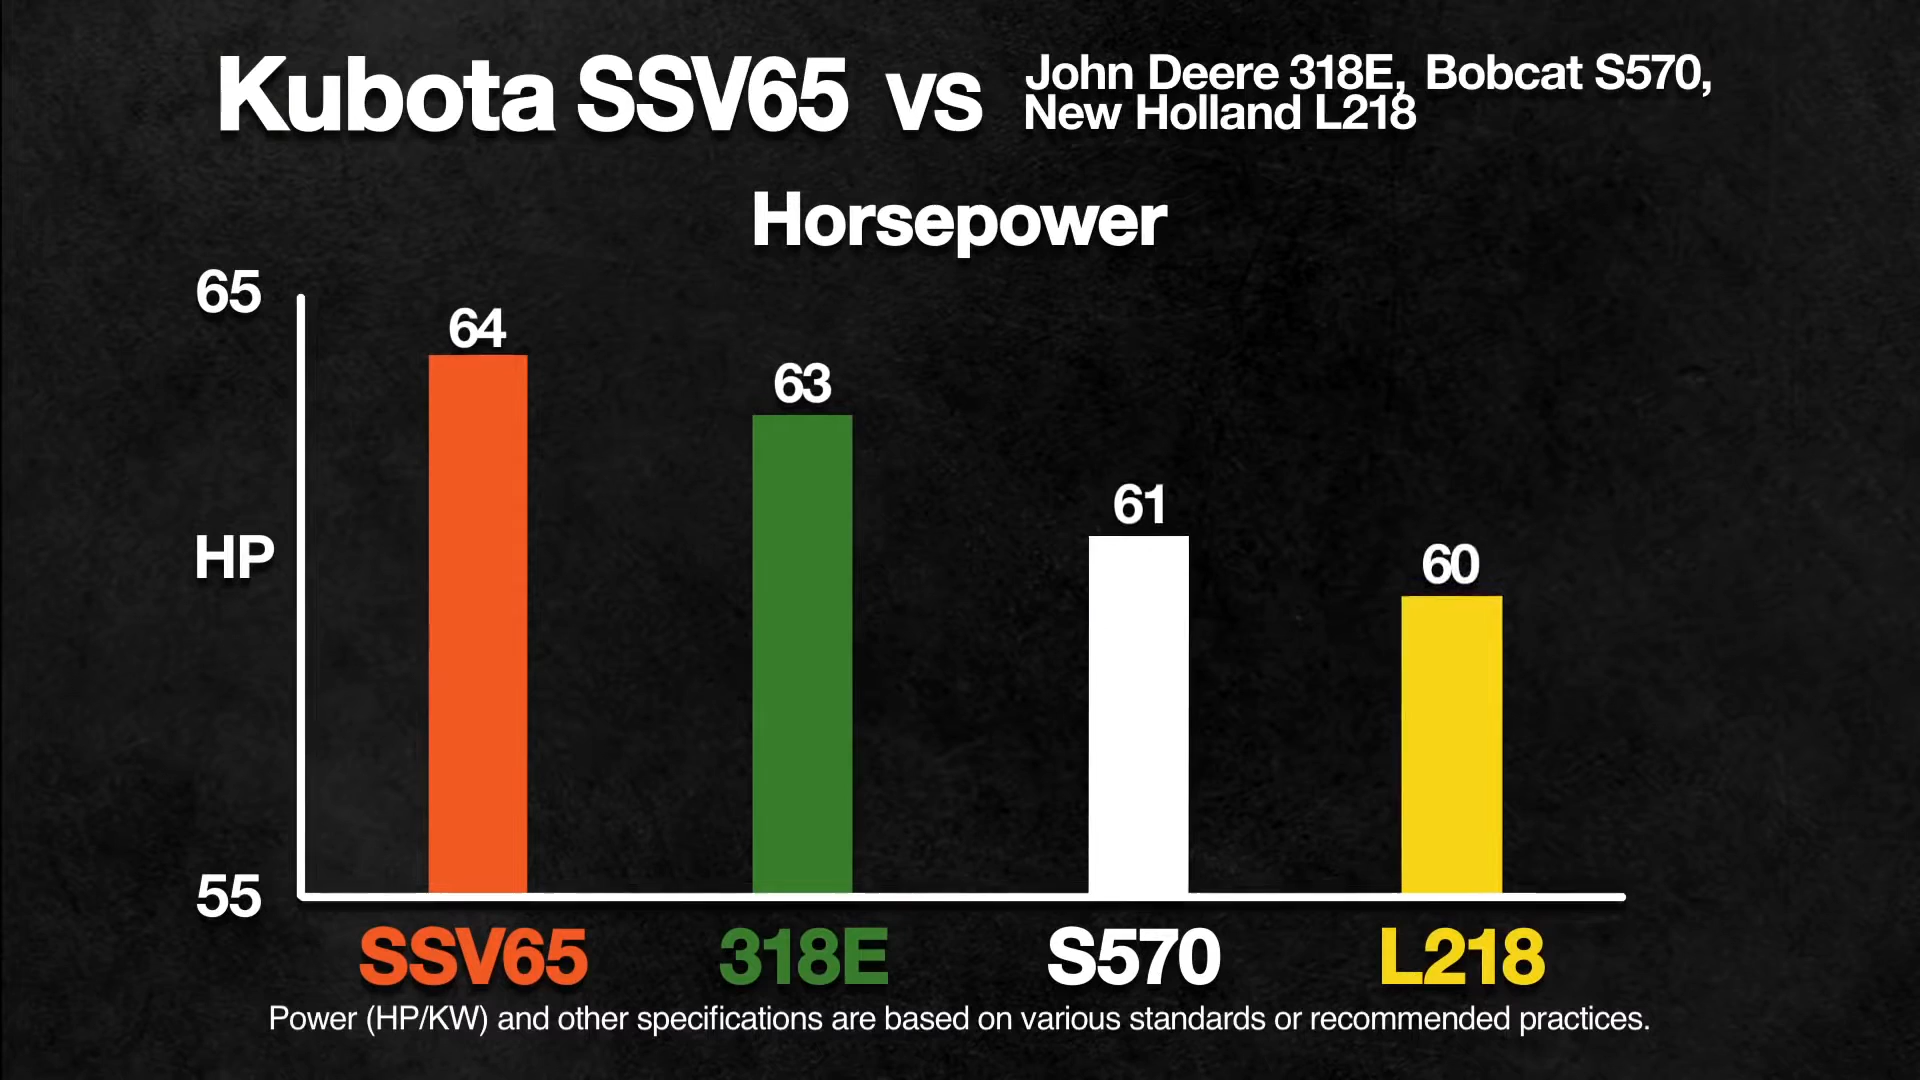 Kubota SSV65 vs John Deere 318E, Bobcat S570,
New Holland L218
Horsepower
65
64
63
61
60
HP
55
SSV65 318E S570 L218
Power (HP/KW) and other specifications are based on various standards or recommended practices.